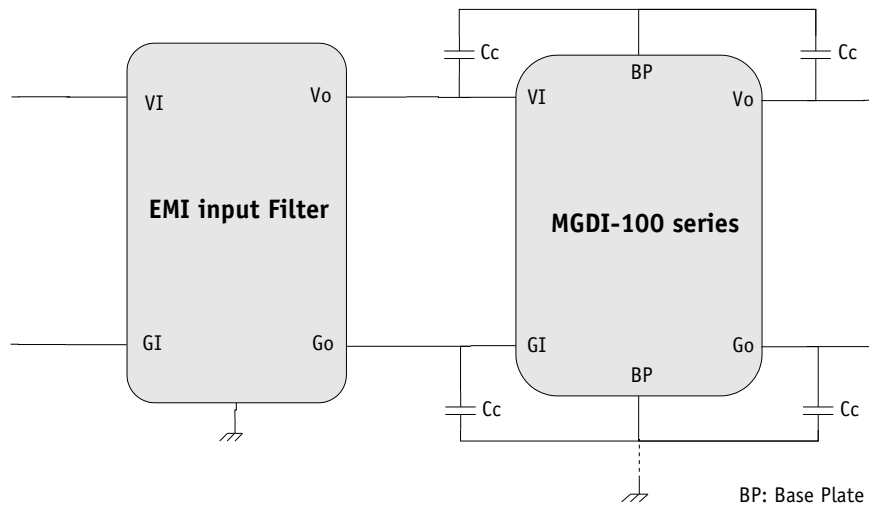 Cc
Cc
BP
VI
Vo
VI
Vo
EMI input Filter
MGDI-100 series
GI
Go
GI
Go
BP
Cc
Cc
BP: Base Plate